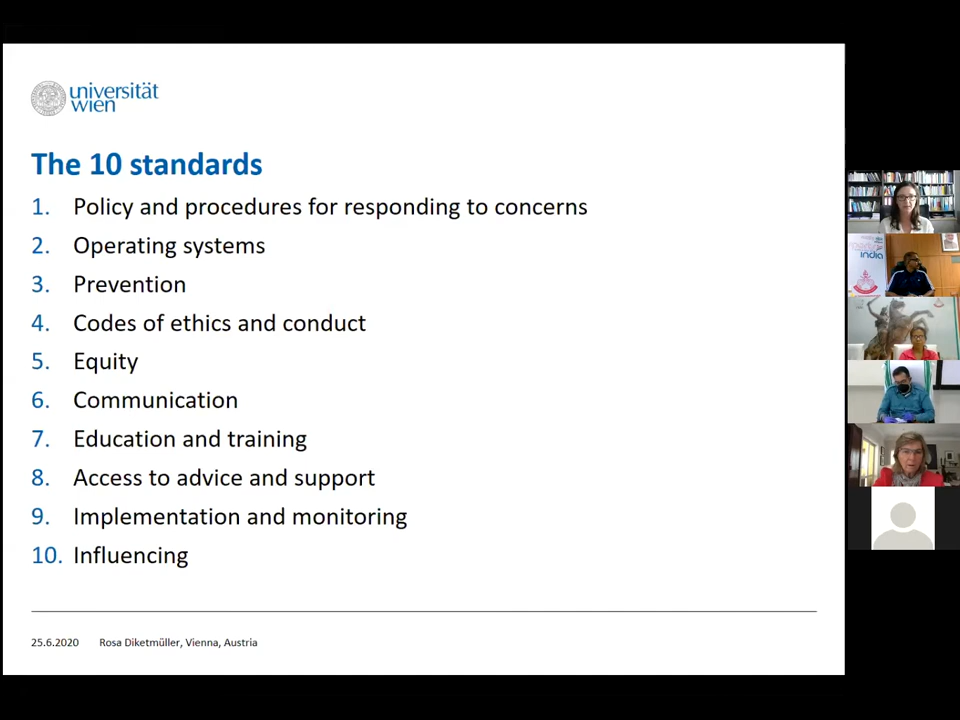 universität
wien
The 10 standards
1. Policy and procedures for responding to concerns
2. Operating systems
3. Prevention
4. Codes of ethics and conduct
5. Equity
6. Communication
7. Education and training
8. Access to advice and support
9. Implementation and monitoring
10. Influencing
25.6.2020 Rosa Diketmüller, Vienna, Austria
india